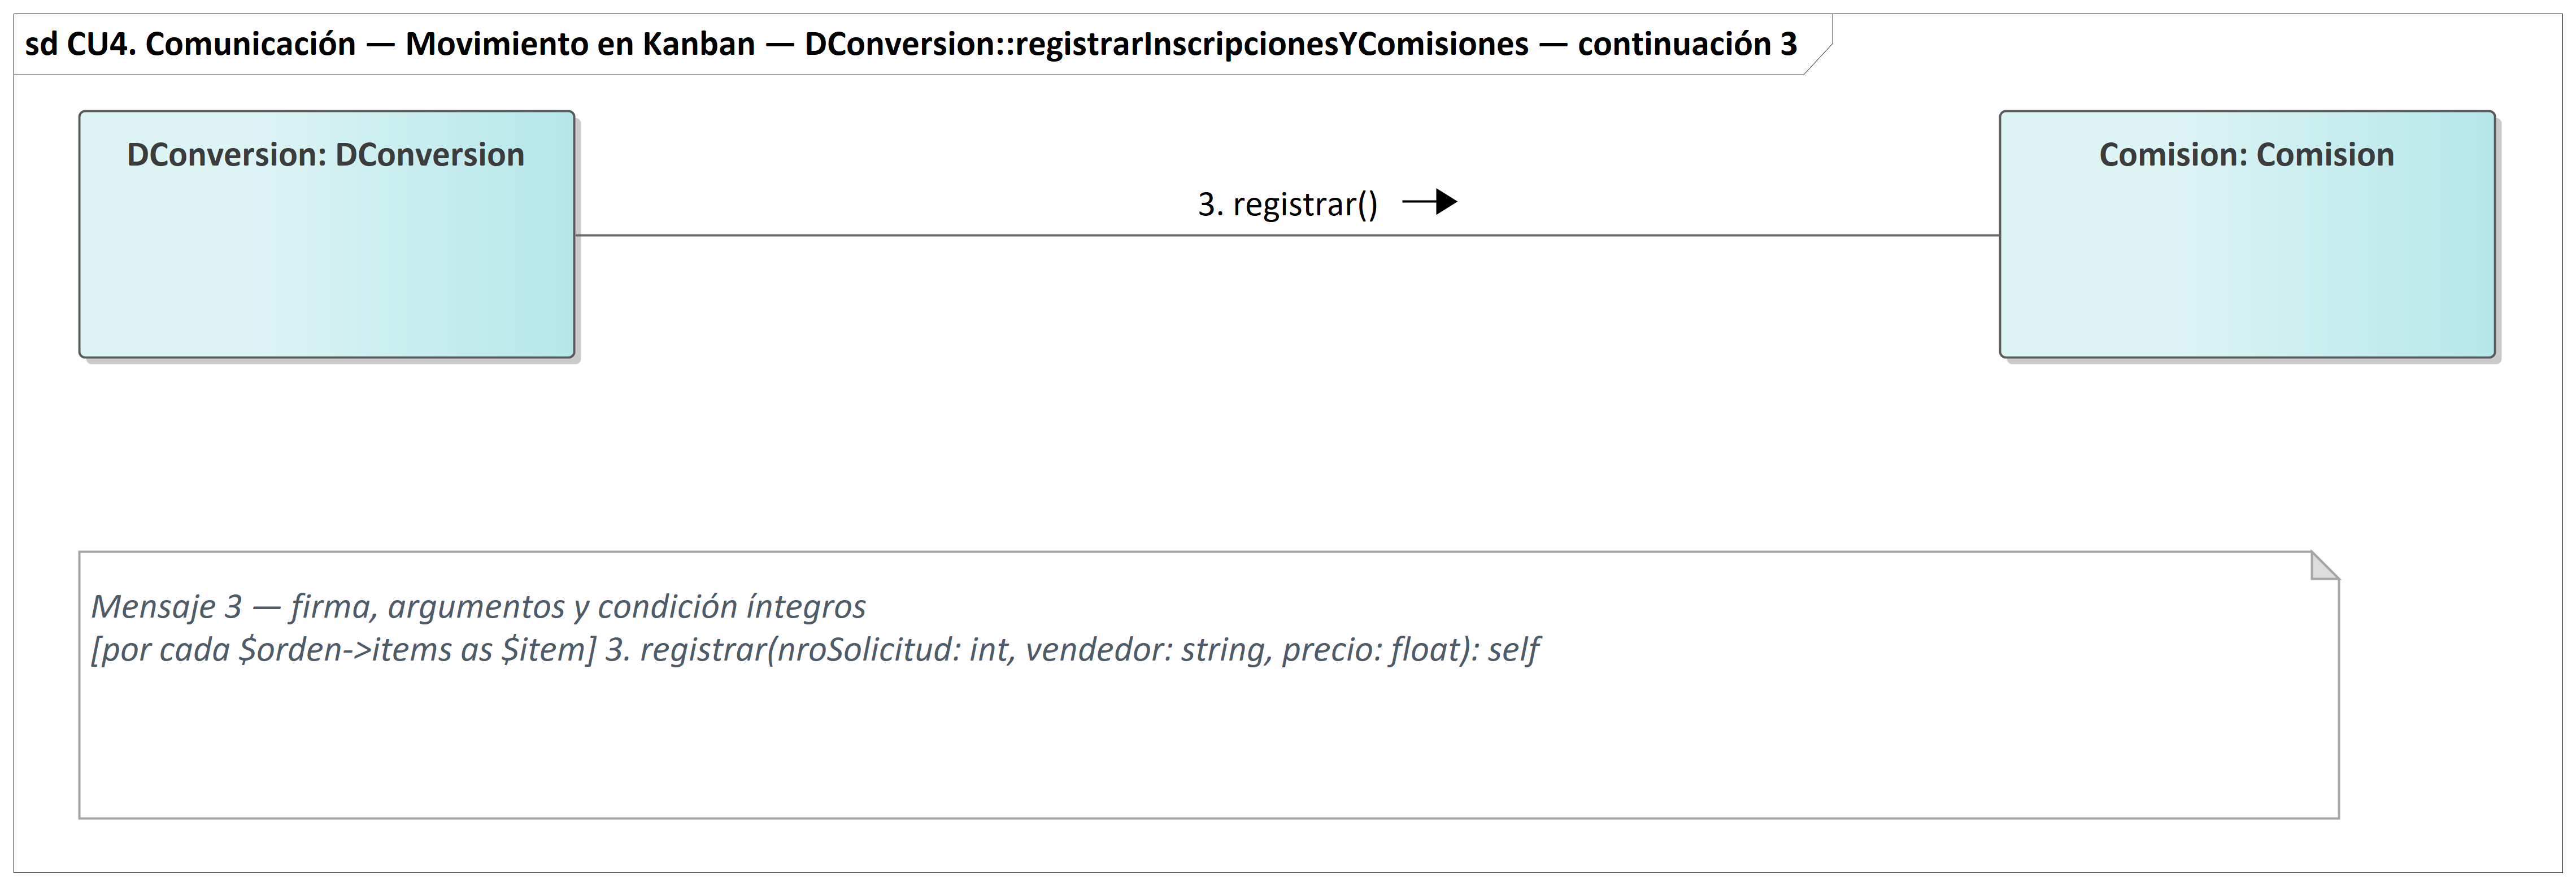 sd CU4. Comunicación — Movimiento en Kanban — DConversion::registrarInscripcionesYComisiones — continuación 3
DConversion: DConversion
Comision: Comision
3. registrar()
Mensaje 3 — firma, argumentos y condición íntegros
[por cada $orden->items as $item] 3. registrar(nroSolicitud: int, vendedor: string, precio: float): self